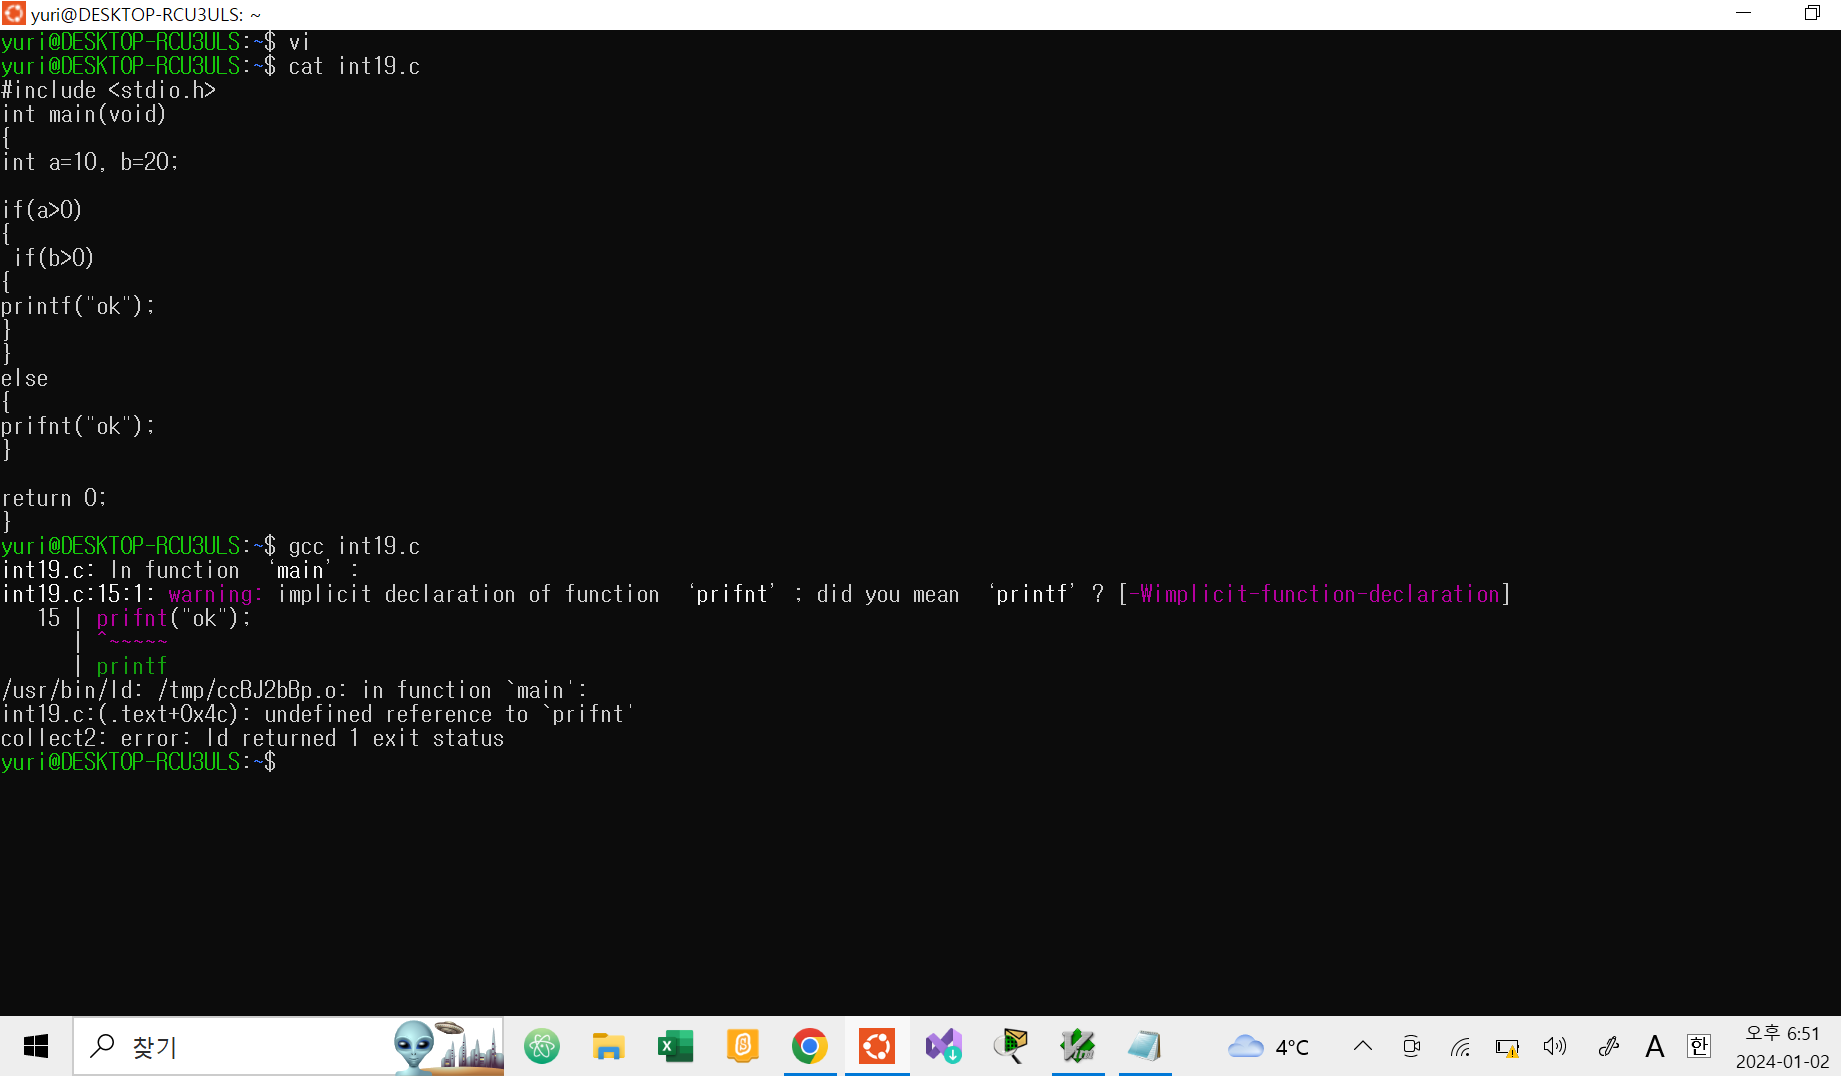 yuri@DESKTOP-RCU3ULS: ~
yuri@DESKTOP-RCU3ULS:~$ vi
yuri@DESKTOP-RCU3ULS:~$ cat int19.c
#include <stdio.h>
int main(void)
{
int a=10, b=20;
if(a>0)
{
if(b>0)
{
printf("ok");
}
}
else
{
prifnt("ok");
}
return 0;
}
yuri@DESKTOP-RCU3ULS:~$ gcc int19.c
int19.c: In function ‘main’:
int19.c:15:1: warning: implicit declaration of function ‘prifnt’; did you mean ‘printf’? [-Wimplicit-function-declaration]
15 | prifnt("ok");
| ^~~~~~
| printf
/usr/bin/ld: /tmp/ccBJ2bBp.o: in function `main':
int19.c:(.text+0x4c): undefined reference to `prifnt'
collect2: error: ld returned 1 exit status
yuri@DESKTOP-RCU3ULS:~$
찾기
4°C
A
한
오후 6:51
2024-01-02